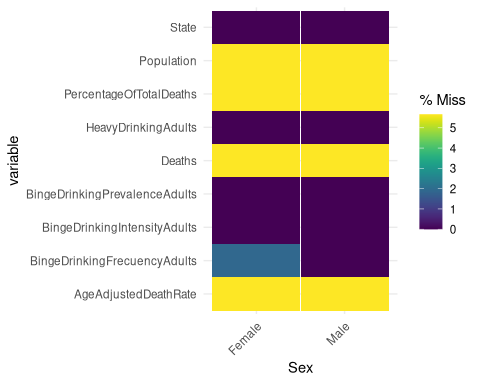 State
Population
PercentageOfTotalDeaths
HeavyDrinkingAdults
Deaths
BingeDrinkingPrevalenceAdults
BingeDrinkingIntensityAdults
BingeDrinkingFrecuencyAdults
AgeAdjustedDeathRate
variable
Female
Male
Sex
% Miss
5
4
3
2
1
0